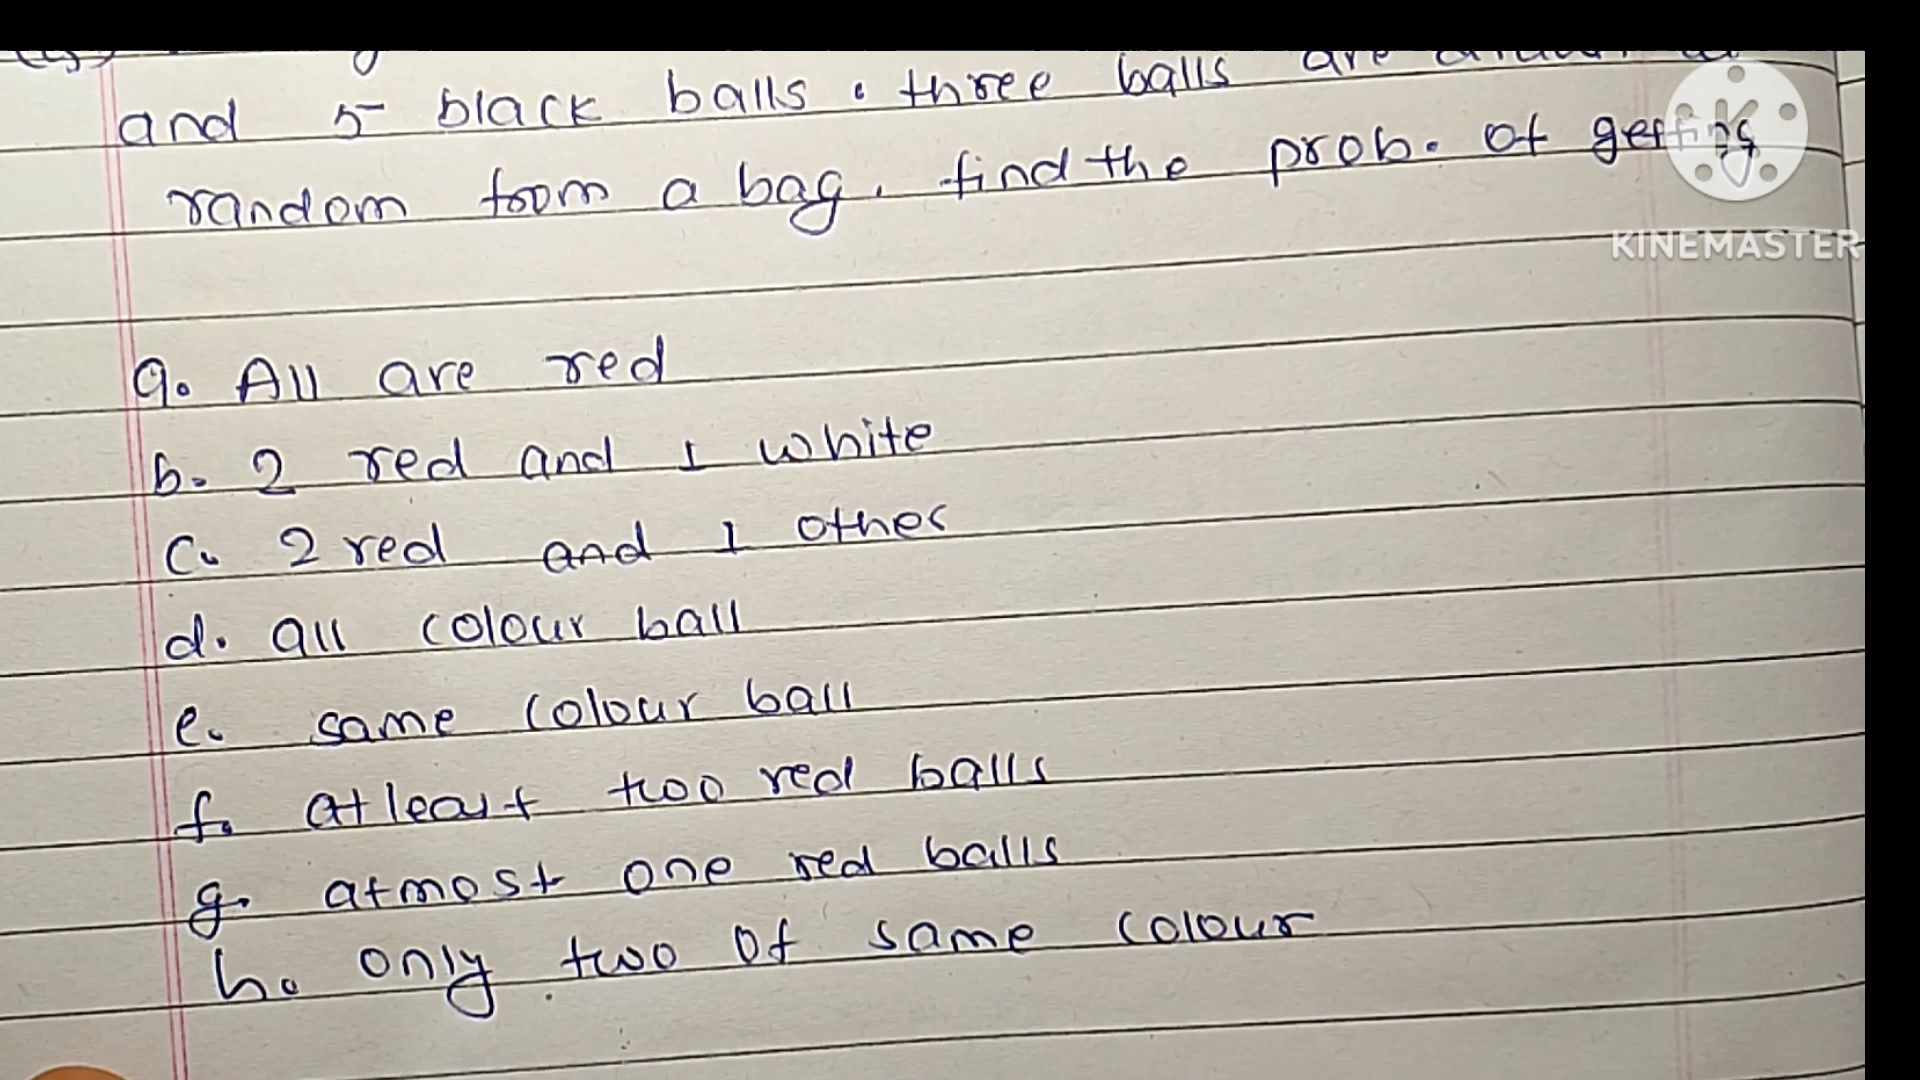 and 5 black balls. three balls are
random from a bag. find the prob. of getting
KINEMASTER
a. All are red
b. 2 red and 1 white
c. 2 red and 1 other
d. all colour ball
e. same colour ball
f. atleast two red balls
g. atmost one red balls
h. only two of same colour